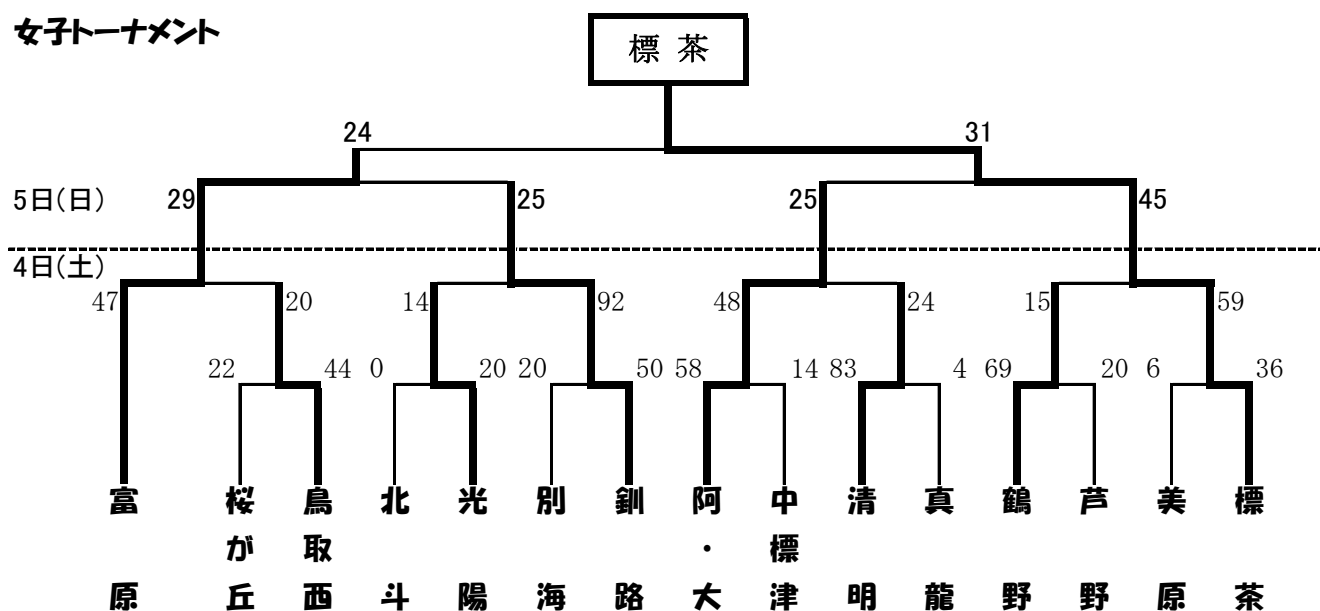 女子トーナメント
標茶
24 31
5日(日) 29 25 25 45
4日(土)
47 20 14 92 48 24 15 59
22 44 0 20 20 50 58 14 83 4 69 20 6 36
富原
桜が丘
鳥取西
北斗
光陽
別海
釧路
阿・大
中標津
清明
真龍
鶴野
芦野
美原
標茶